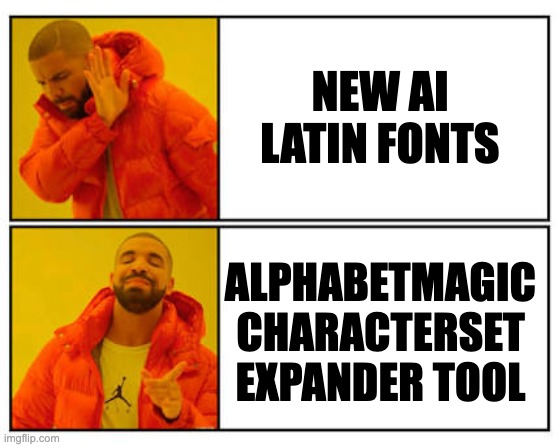 NEW AI
LATIN FONTS
ALPHABETMAGIC
CHARACTERSET
EXPANDER TOOL
imgflip.com